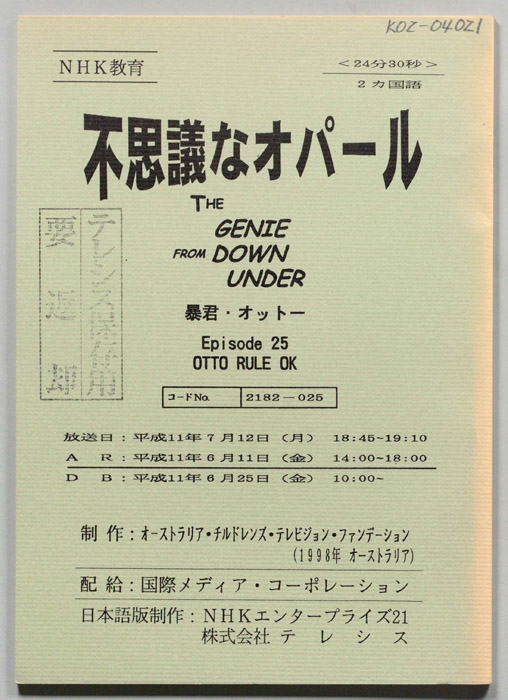 K02-04021
NHK教育
＜24分30秒＞
2カ国語
不思議なオパール
THE
GENIE
FROM DOWN
UNDER
暴君・オットー
Episode 25
OTTO RULE OK
コードNo. 2182－025
テレシス保存用
要返却
放送日：平成11年7月12日（月） 18:45~19:10
A R：平成11年6月11日（金） 14:00~18:00
D B：平成11年6月25日（金） 10:00~
制作：オーストラリア・チルドレンズ・テレビジョン・ファンデーション
(1998年 オーストラリア)
配給：国際メディア・コーポレーション
日本語版制作：NHKエンタープライズ21
株式会社テレシス